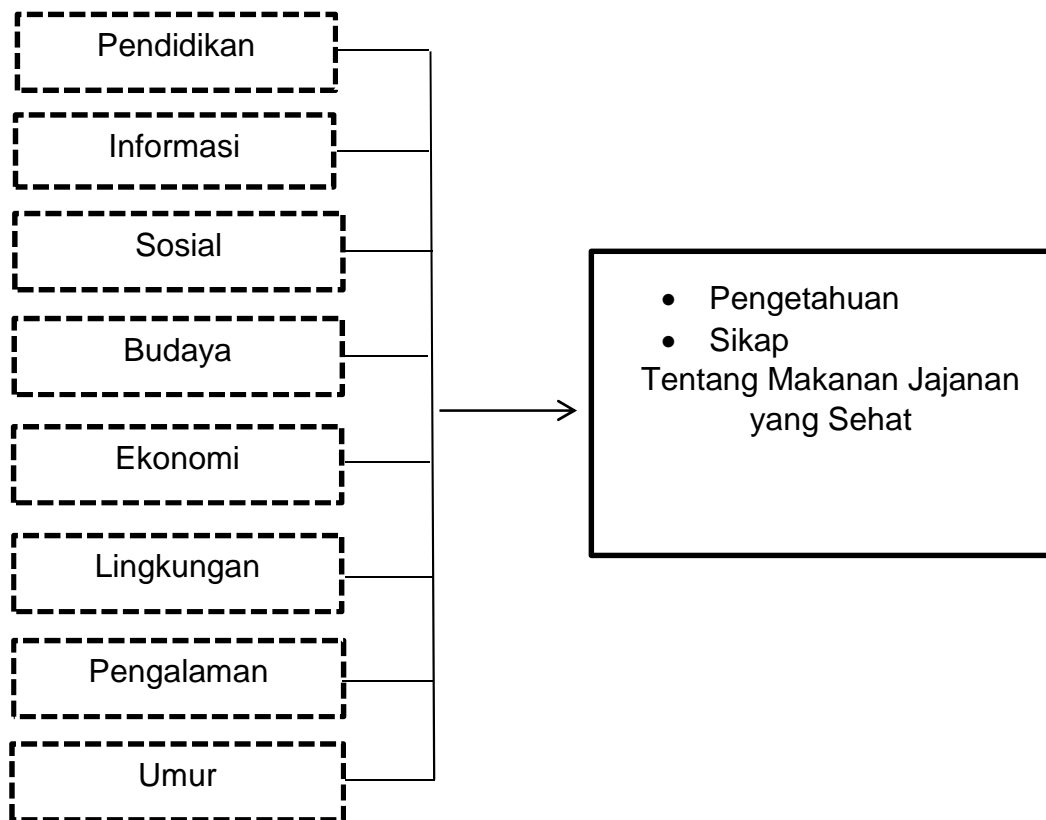 Pendidikan
Informasi
Sosial
Budaya
Ekonomi
Lingkungan
Pengalaman
Umur
• Pengetahuan
• Sikap
Tentang Makanan Jajanan
yang Sehat